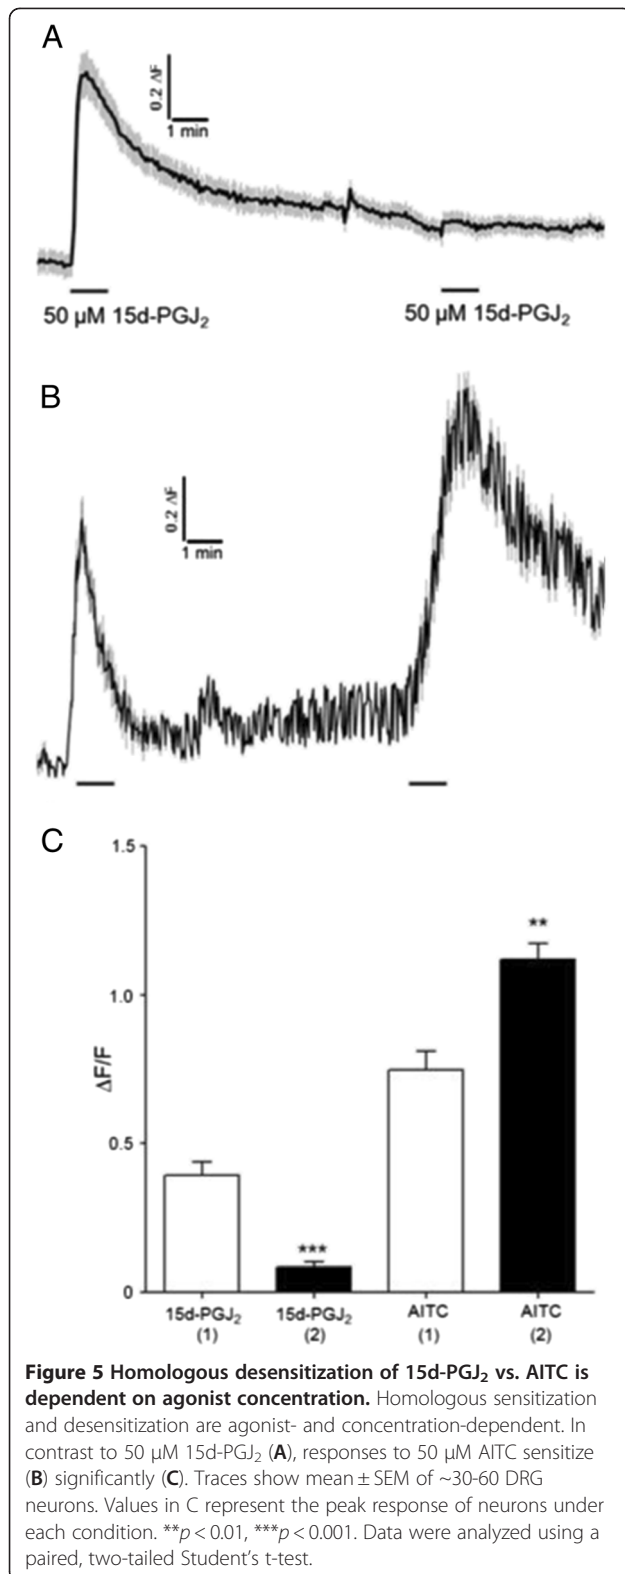 A
0.2 ΔF
1 min
50 μM 15d-PGJ₂
50 μM 15d-PGJ₂
B
0.2 ΔF
1 min
C
1.5
1.0
0.5
0
ΔF/F
***
**
15d-PGJ₂
(1)
15d-PGJ₂
(2)
AITC
(1)
AITC
(2)
Figure 5 Homologous desensitization of 15d-PGJ₂ vs. AITC is
dependent on agonist concentration. Homologous sensitization
and desensitization are agonist- and concentration-dependent. In
contrast to 50 μM 15d-PGJ₂ (A), responses to 50 μM AITC sensitize
(B) significantly (C). Traces show mean ± SEM of ~30-60 DRG
neurons. Values in C represent the peak response of neurons under
each condition. **p < 0.01, ***p < 0.001. Data were analyzed using a
paired, two-tailed Student's t-test.